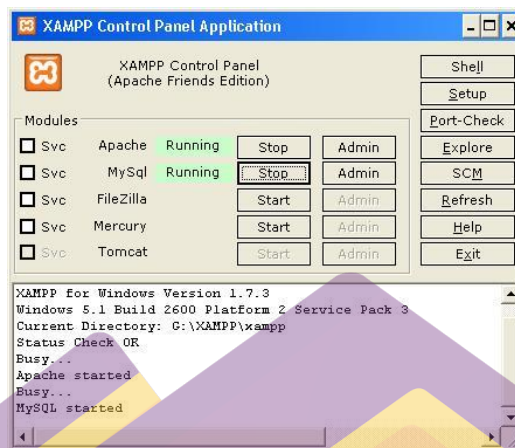 XAMPP Control Panel Application
XAMPP Control Panel
(Apache Friends Edition)
Shell
Setup
Port-Check
Explore
SCM
Refresh
Help
Exit
Modules
Svc Apache Running Stop Admin
Svc MySql Running Stop Admin
Svc FileZilla Start Admin
Svc Mercury Start Admin
Svc Tomcat Start Admin
XAMPP for Windows Version 1.7.3
Windows 5.1 Build 2600 Platform 2 Service Pack 3
Current Directory: G:\XAMPP\xampp
Status Check OK
Busy...
Apache started
Busy...
MySQL started